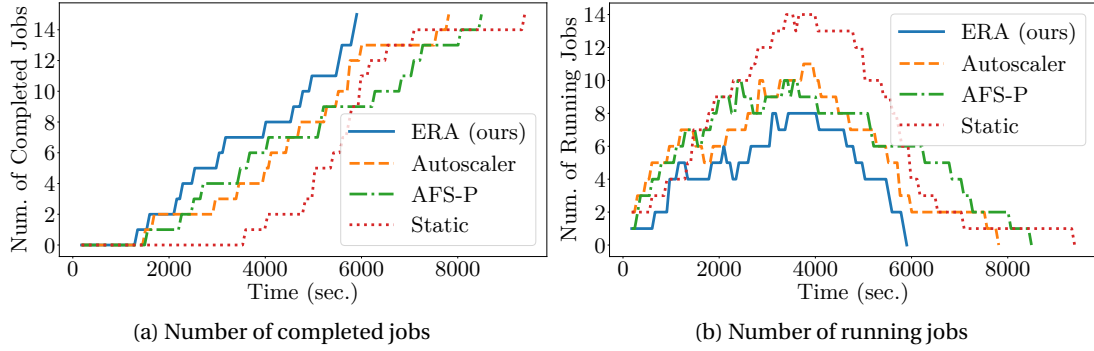 Num. of Completed Jobs
14
12
10
8
6
4
2
0
0 2000 4000 6000 8000
Time (sec.)
ERA (ours)
Autoscaler
AFS-P
Static
(a) Number of completed jobs
Num. of Running Jobs
14
12
10
8
6
4
2
0
0 2000 4000 6000 8000
Time (sec.)
ERA (ours)
Autoscaler
AFS-P
Static
(b) Number of running jobs